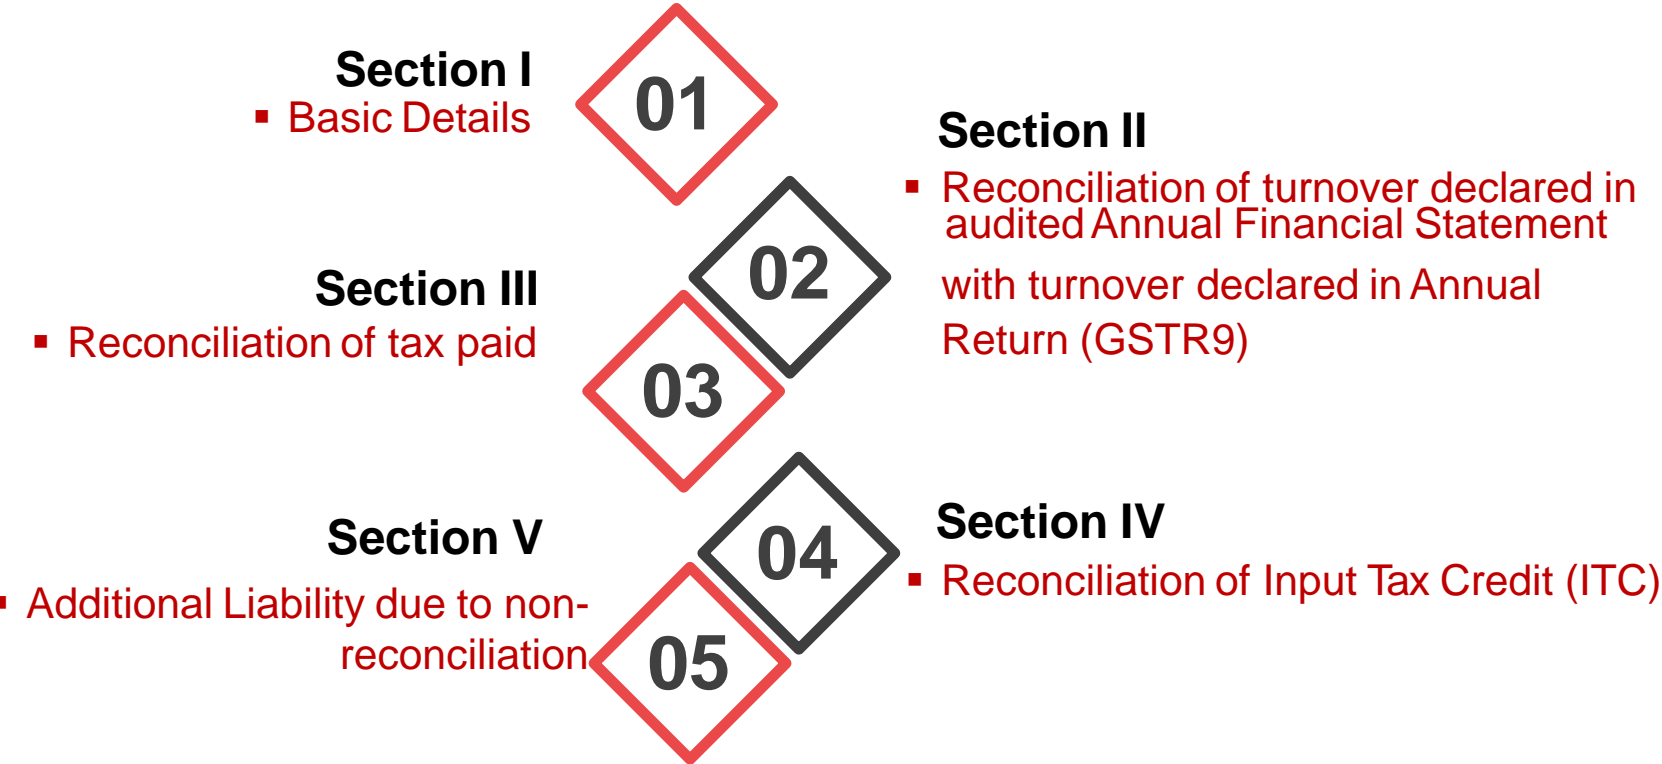 Section I
▪ Basic Details
01
Section II
▪ Reconciliation of turnover declared in
audited Annual Financial Statement
with turnover declared in Annual
Return (GSTR9)
02
Section III
▪ Reconciliation of tax paid
03
Section IV
▪ Reconciliation of Input Tax Credit (ITC)
04
Section V
▪ Additional Liability due to non-
reconciliation
05